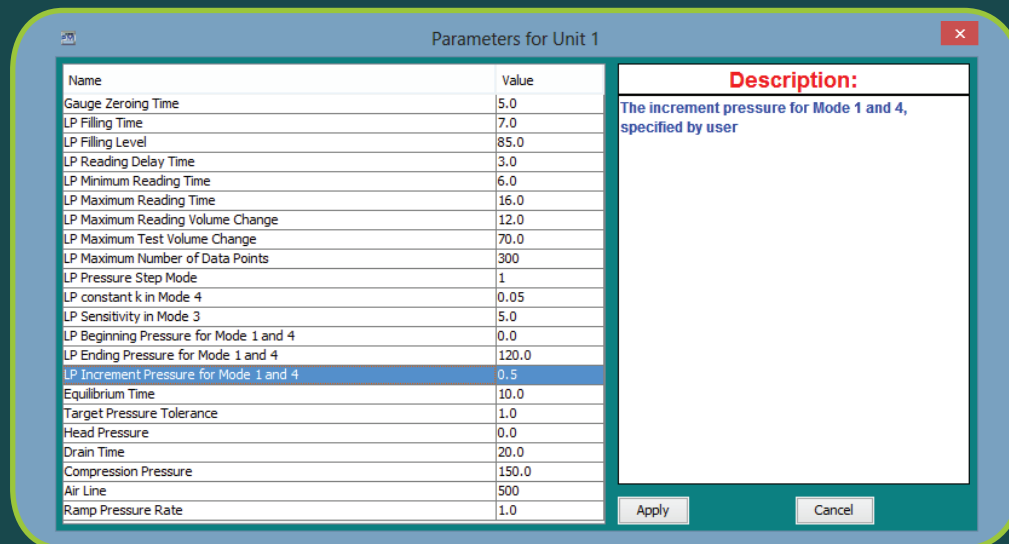 Parameters for Unit 1
Name Value
Gauge Zeroing Time 5.0
LP Filling Time 7.0
LP Filling Level 85.0
LP Reading Delay Time 3.0
LP Minimum Reading Time 6.0
LP Maximum Reading Time 16.0
LP Maximum Reading Volume Change 12.0
LP Maximum Test Volume Change 70.0
LP Maximum Number of Data Points 300
LP Pressure Step Mode 1
LP constant k in Mode 4 0.05
LP Sensitivity in Mode 3 5.0
LP Beginning Pressure for Mode 1 and 4 0.0
LP Ending Pressure for Mode 1 and 4 120.0
LP Increment Pressure for Mode 1 and 4 0.5
Equilibrium Time 10.0
Target Pressure Tolerance 1.0
Head Pressure 0.0
Drain Time 20.0
Compression Pressure 150.0
Air Line 500
Ramp Pressure Rate 1.0
Description:
The increment pressure for Mode 1 and 4,
specified by user
Apply Cancel